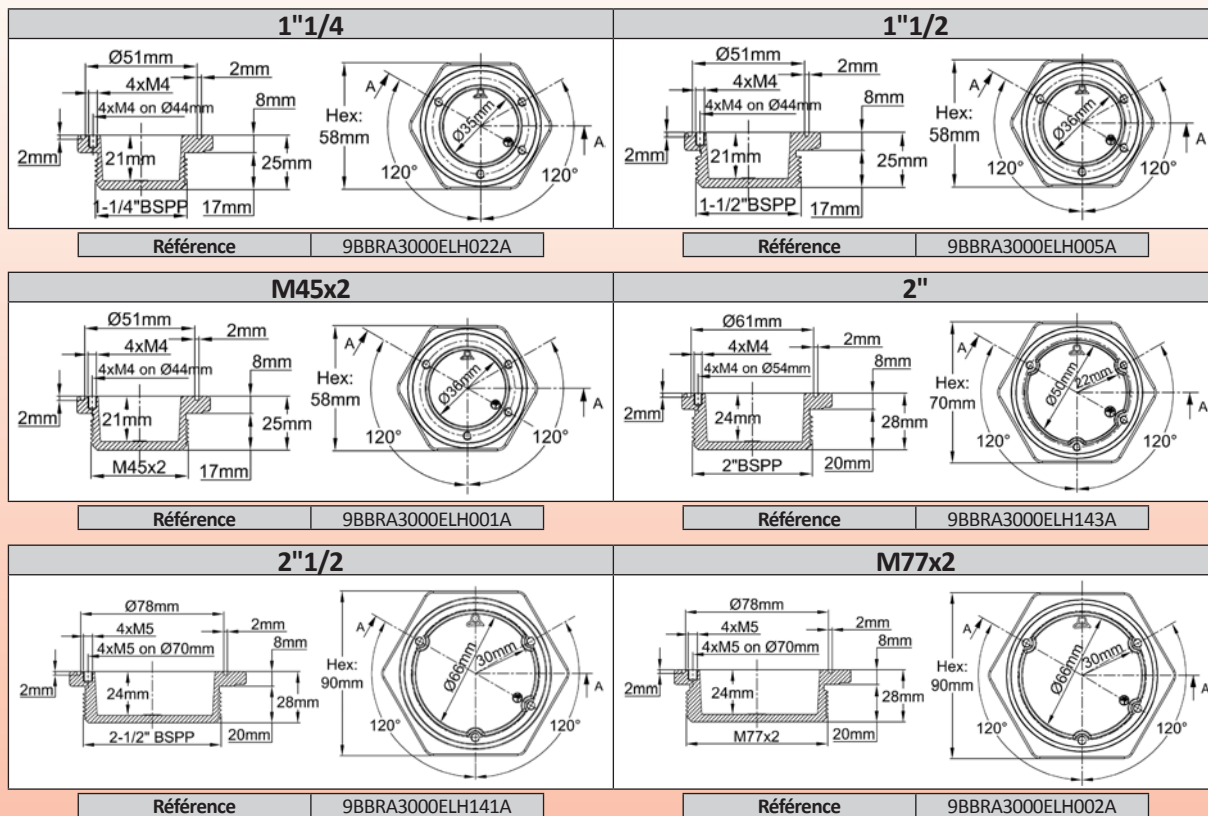 1"1/4
Ø51mm
2mm
4xM4
4xM4 on Ø44mm
8mm
2mm
21mm
25mm
1-1/4"BSPP
17mm
A
Hex:
58mm
Ø35mm
A
120°
120°
Référence
9BBRA3000ELH022A
1"1/2
Ø51mm
2mm
4xM4
4xM4 on Ø44mm
8mm
2mm
21mm
25mm
1-1/2"BSPP
17mm
A
Hex:
58mm
Ø36mm
A
120°
120°
Référence
9BBRA3000ELH005A
M45x2
Ø51mm
2mm
4xM4
4xM4 on Ø44mm
8mm
2mm
21mm
25mm
M45x2
17mm
A
Hex:
58mm
Ø36mm
A
120°
120°
Référence
9BBRA3000ELH001A
2"
Ø61mm
2mm
4xM4
4xM4 on Ø54mm
8mm
2mm
24mm
28mm
2"BSPP
20mm
A
Hex:
70mm
Ø50mm
22mm
A
120°
120°
Référence
9BBRA3000ELH143A
2"1/2
Ø78mm
2mm
4xM5
4xM5 on Ø70mm
8mm
2mm
24mm
28mm
2-1/2" BSPP
20mm
A
Hex:
90mm
Ø66mm
30mm
A
120°
120°
Référence
9BBRA3000ELH141A
M77x2
Ø78mm
2mm
4xM5
4xM5 on Ø70mm
8mm
2mm
24mm
28mm
M77x2
20mm
A
Hex:
90mm
Ø66mm
30mm
A
120°
120°
Référence
9BBRA3000ELH002A